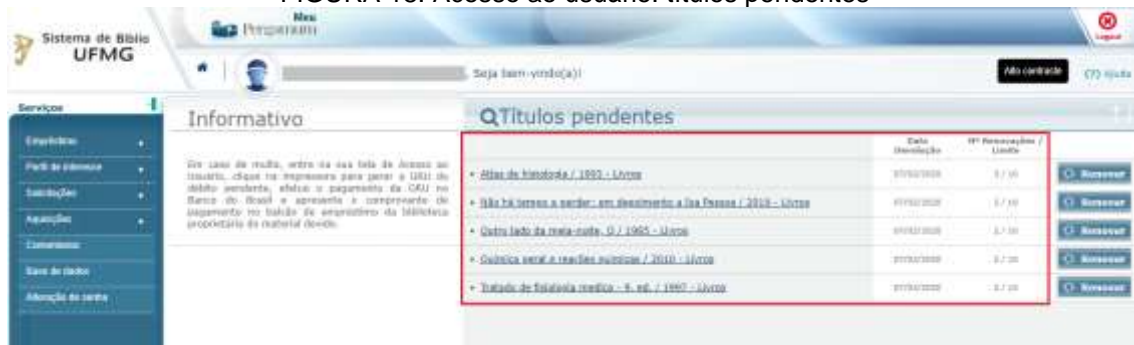 FIGURA 13: Acesso ao usuário: títulos pendentes
Sistema de Biblio
UFMG
Meu
Pergamum
Logout
Seja bem-vindo(a)!
Alto contraste
(?) Ajuda
Serviços
Empréstimo
Perfil de interesse
Solicitações
Aquisições
Comentários
Base de dados
Alteração de senha
Informativo
Em caso de multa, entre na sua tela de Acesso ao
Usuário, clique na impressora para gerar a GRU do
débito pendente, efetue o pagamento da GRU no
Banco do Brasil e apresente o comprovante de
pagamento no balcão de empréstimo da biblioteca
proprietária do material devido.
Títulos pendentes
Data Devolução
Nº Renovações / Limite
Atlas de histologia / 1993 - Livros
Renovar
Não há tempo a perder: em depoimento a Isa Pessoa / 2019 - Livros
Renovar
Outro lado da meia-noite, O / 1985 - Livros
Renovar
Química geral e reações químicas / 2010 - Livros
Renovar
Tratado de fisiologia medica - 9. ed. / 1997 - Livros
Renovar